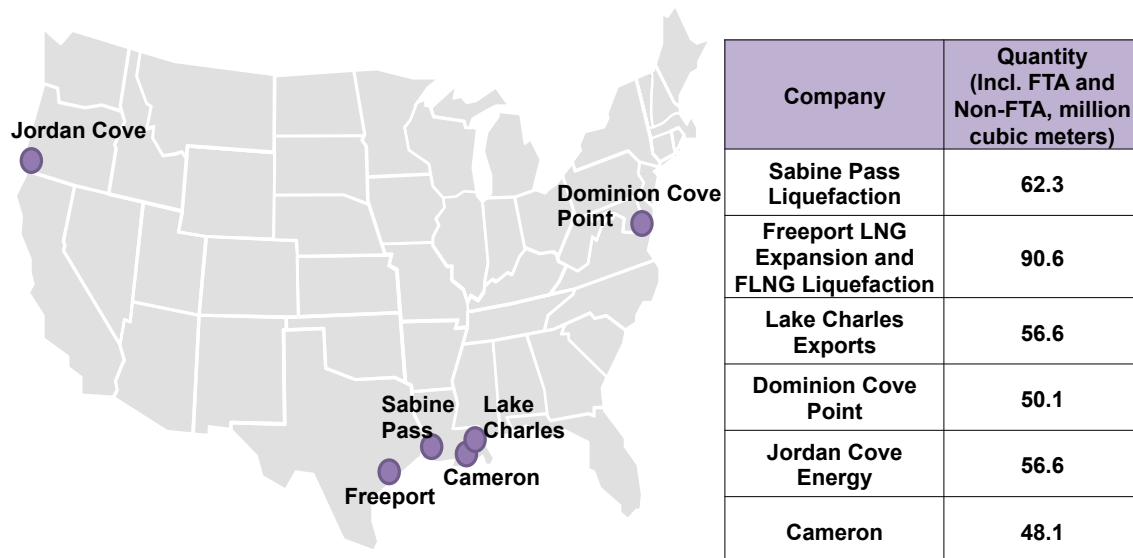 Jordan Cove
Dominion Cove
Point
Sabine
Pass
Lake
Charles
Cameron
Freeport
Company
Quantity
(Incl. FTA and
Non-FTA, million
cubic meters)
Sabine Pass
Liquefaction
62.3
Freeport LNG
Expansion and
FLNG Liquefaction
90.6
Lake Charles
Exports
56.6
Dominion Cove
Point
50.1
Jordan Cove
Energy
56.6
Cameron
48.1